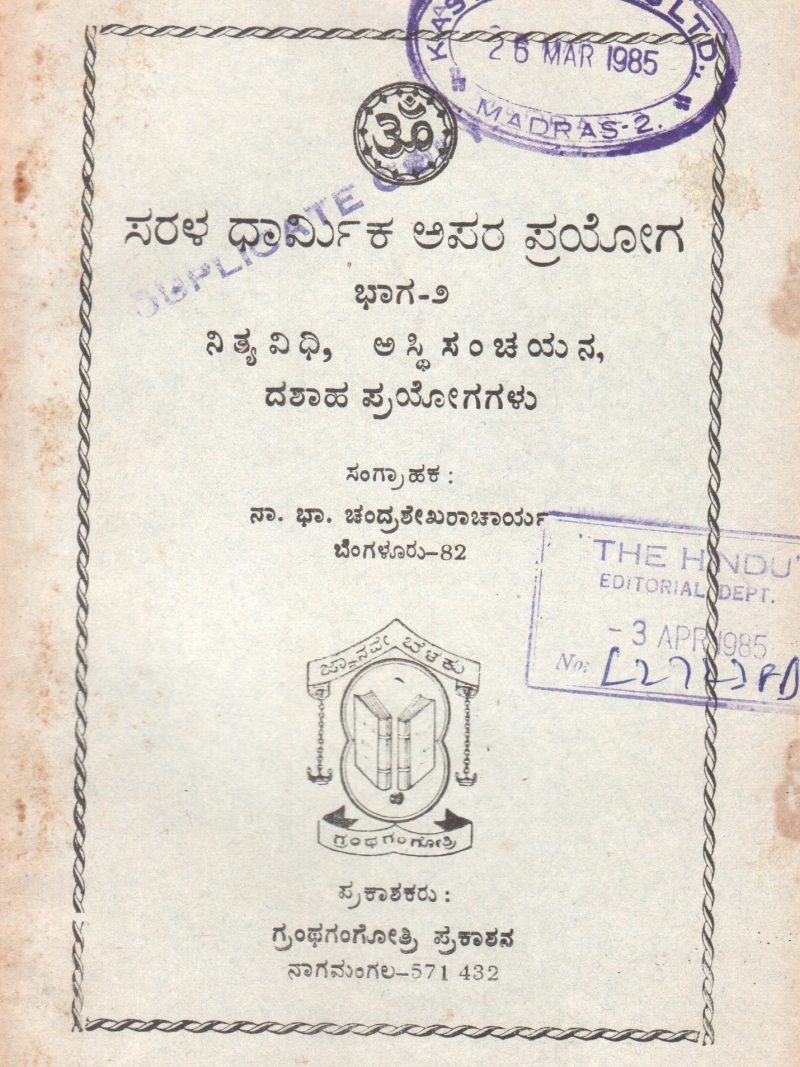 26 MAR 1985
MADRAS-2.
ॐ
DUPLICATE
ಸರಳ ಧಾರ್ಮಿಕ ಅಪರ ಪ್ರಯೋಗ
ಭಾಗ-೨
ನಿತ್ಯವಿಧಿ, ಅಸ್ಥಿಸಂಚಯನ,
ದಶಾಹ ಪ್ರಯೋಗಗಳು
ಸಂಗ್ರಾಹಕ :
ನಾ. ಭಾ. ಚಂದ್ರಶೇಖರಾಚಾರ್ಯ
ಬೆಂಗಳೂರು-82
"THE HINDU"
EDITORIAL DEPT.
- 3 APR 1985
No:
ಜ್ಞಾನವೇ ಬೆಳಕು
ಗ್ರಂಥಗಂಗೋತ್ರಿ
ಪ್ರಕಾಶಕರು :
ಗ್ರಂಥಗಂಗೋತ್ರಿ ಪ್ರಕಾಶನ
ನಾಗಮಂಗಲ-571 432